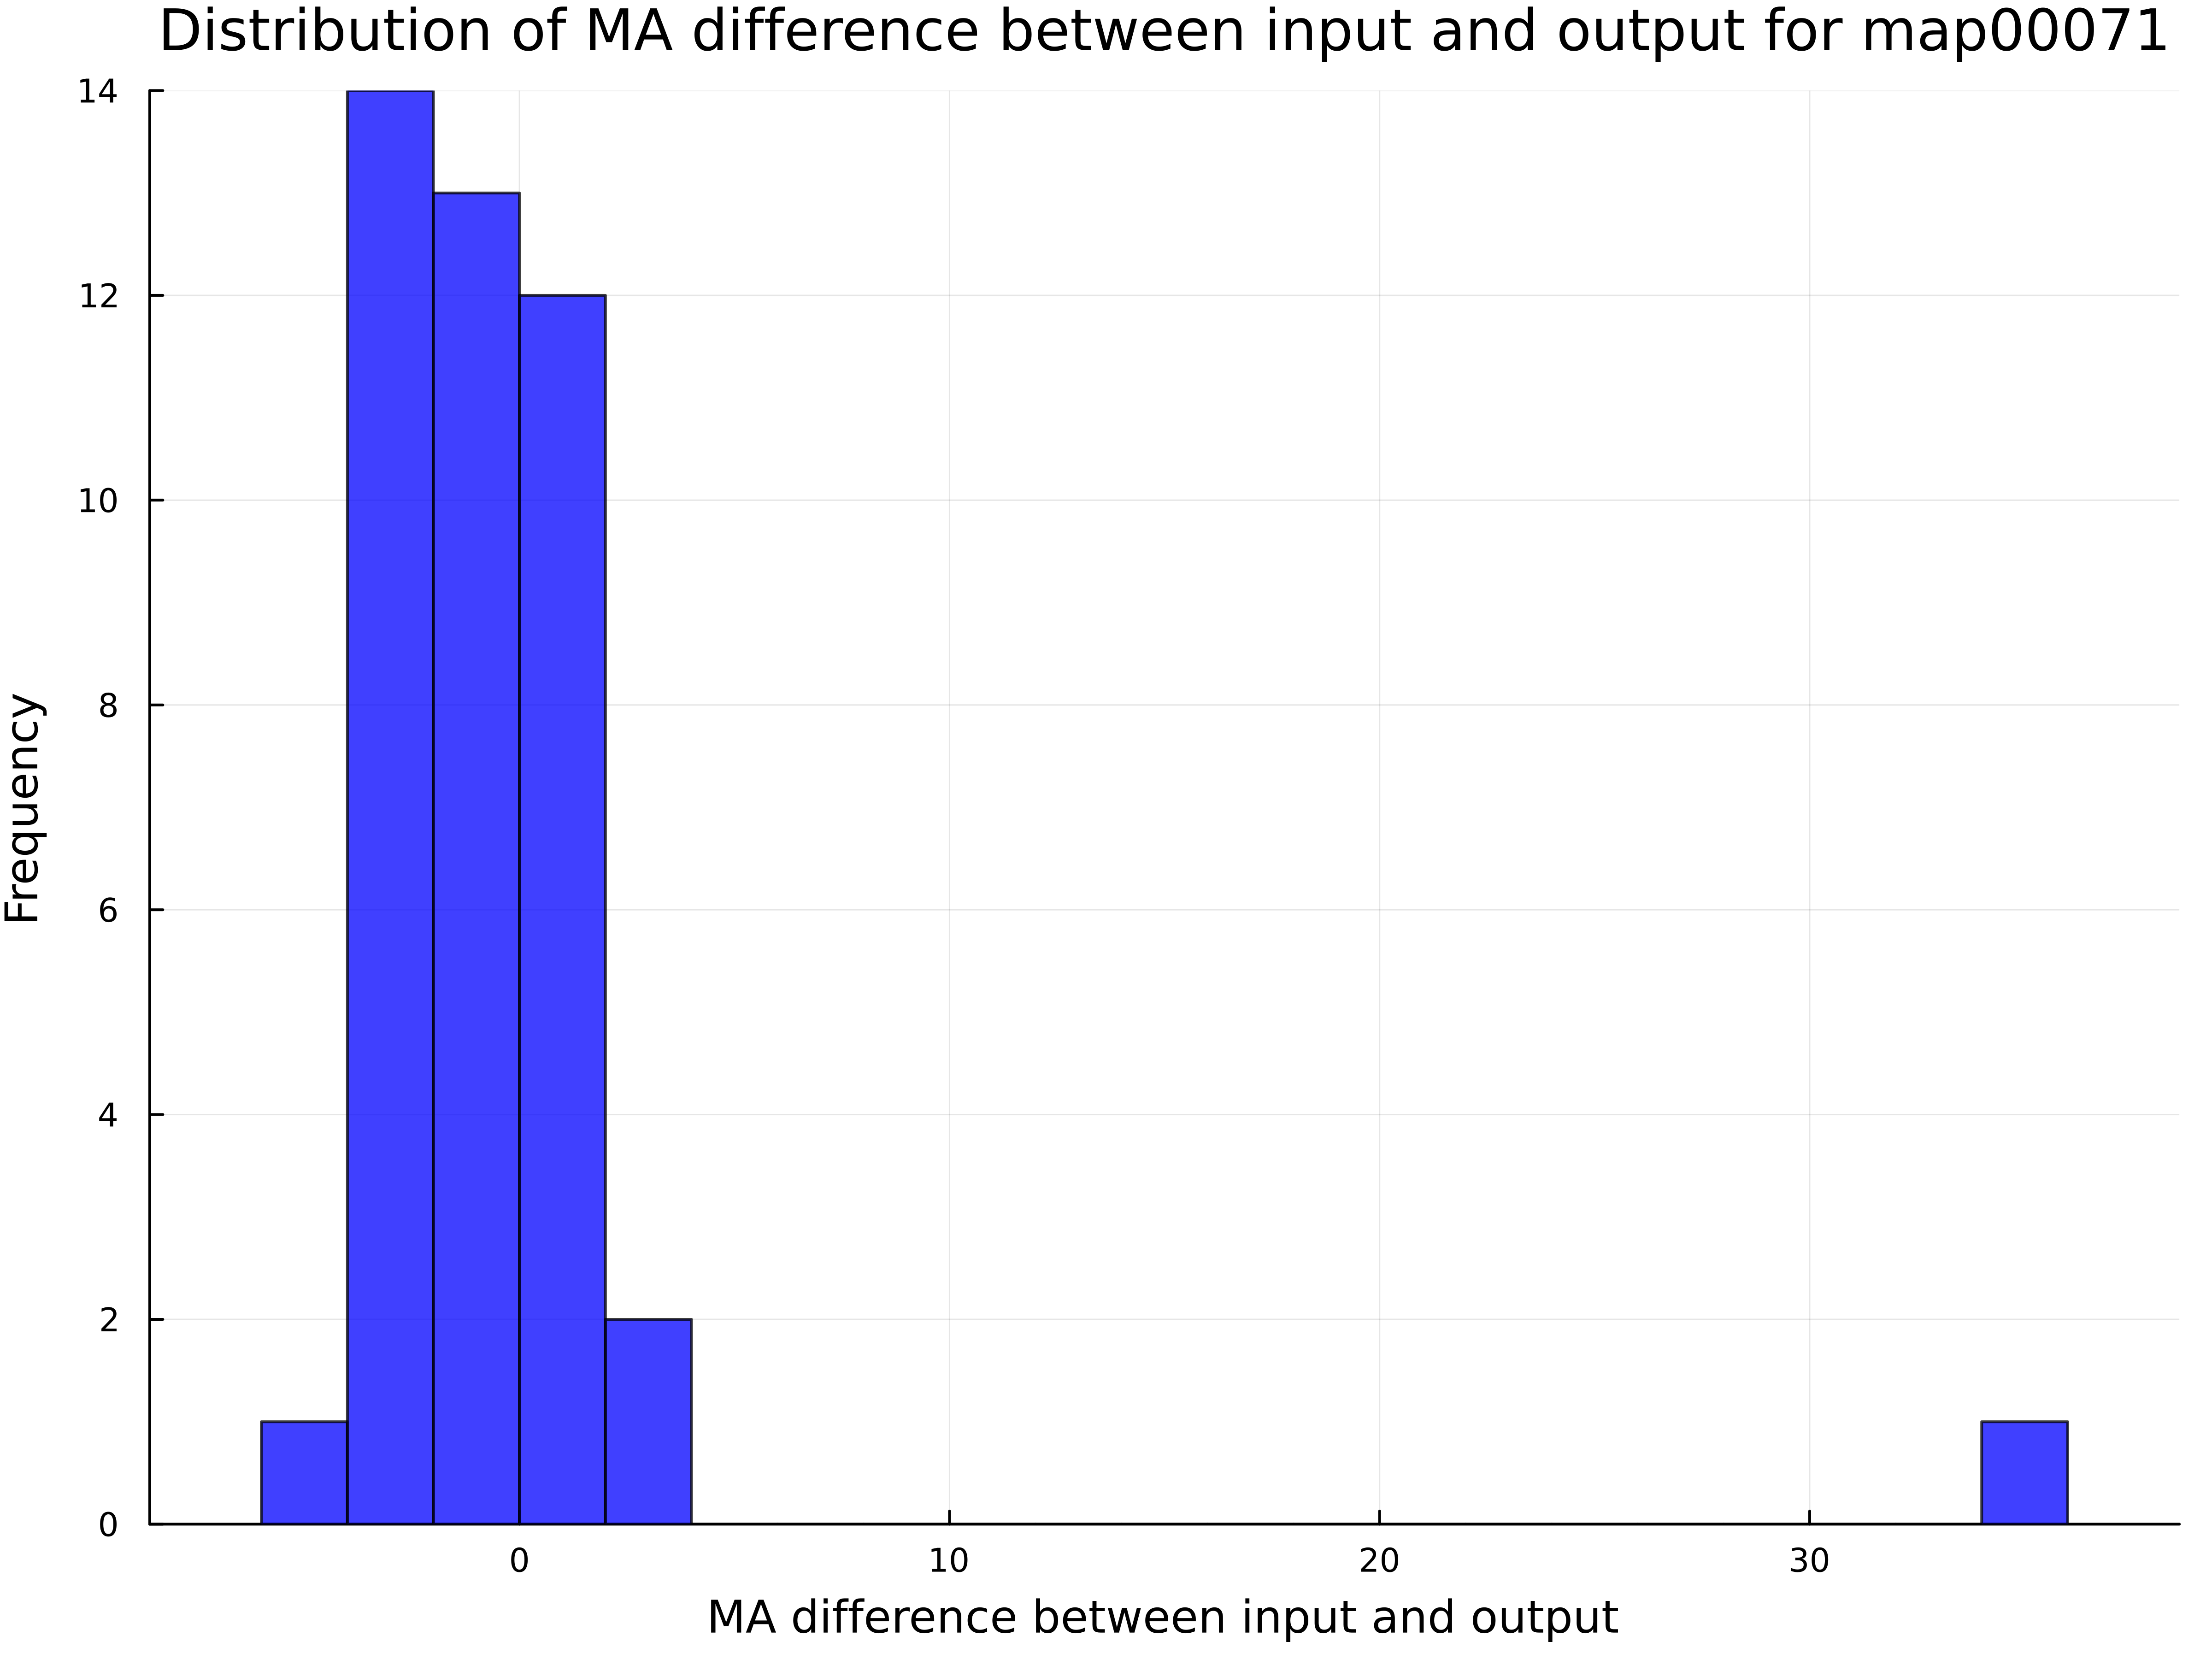 Distribution of MA difference between input and output for map00071
14
12
10
8
6
4
2
0
Frequency
0 10 20 30
MA difference between input and output